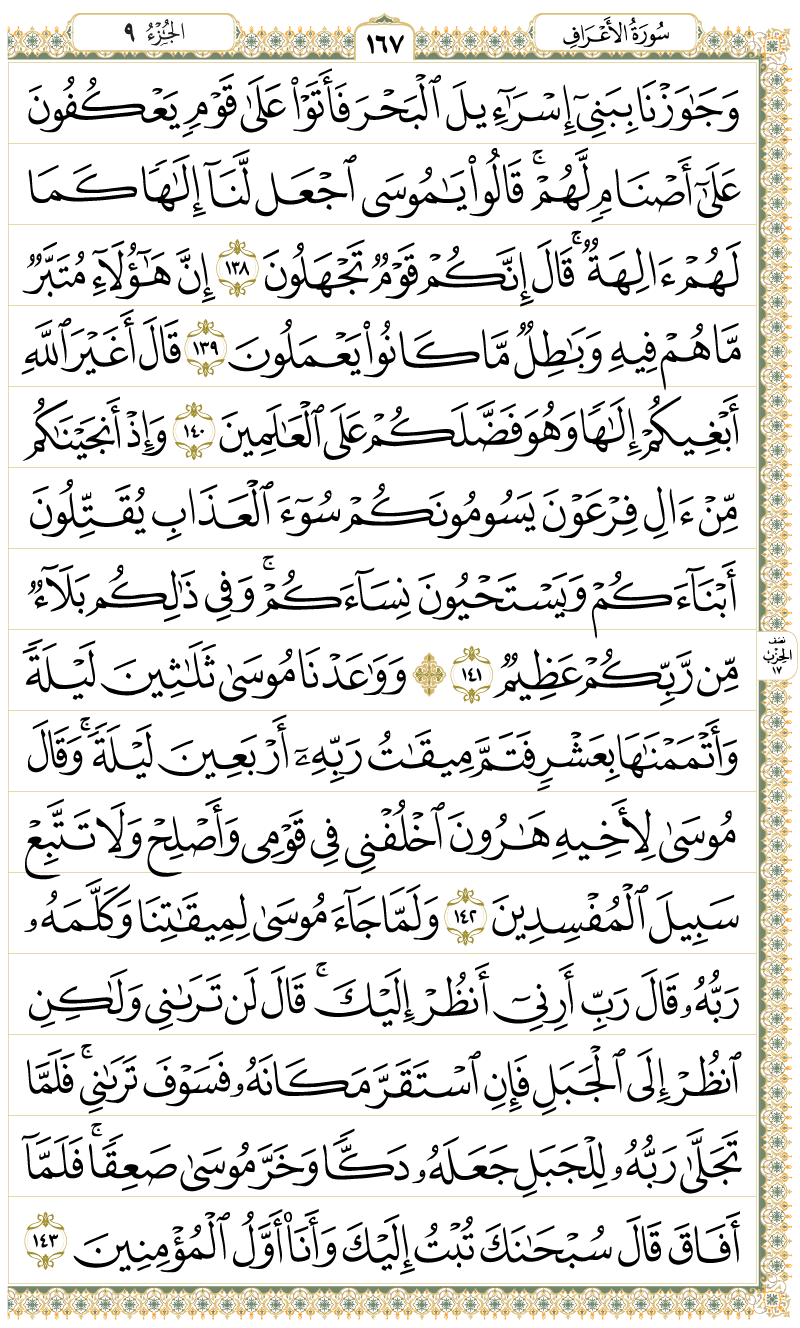 سُورَةُ الأَعْرَافِ
١٦٧
الجُزْءُ ٩
وَجَٰوَزْنَا بِبَنِيٓ إِسْرَٰٓءِيلَ ٱلْبَحْرَ فَأَتَوْا۟ عَلَىٰ قَوْمٍ يَعْكُفُونَ
عَلَىٰٓ أَصْنَامٍ لَّهُمْ ۚ قَالُوا۟ يَٰمُوسَى ٱجْعَل لَّنَآ إِلَٰهًا كَمَا
لَهُمْ ءَالِهَةٌ ۚ قَالَ إِنَّكُمْ قَوْمٌ تَجْهَلُونَ ١٣٨ إِنَّ هَٰٓؤُلَآءِ مُتَبَّرٌ
مَّا هُمْ فِيهِ وَبَٰطِلٌ مَّا كَانُوا۟ يَعْمَلُونَ ١٣٩ قَالَ أَغَيْرَ ٱللَّهِ
أَبْغِيكُمْ إِلَٰهًا وَهُوَ فَضَّلَكُمْ عَلَى ٱلْعَٰلَمِينَ ١٤٠ وَإِذْ أَنجَيْنَٰكُم
مِّنْ ءَالِ فِرْعَوْنَ يَسُومُونَكُمْ سُوٓءَ ٱلْعَذَابِ يُقَتِّلُونَ
أَبْنَآءَكُمْ وَيَسْتَحْيُونَ نِسَآءَكُمْ ۚ وَفِي ذَٰلِكُم بَلَآءٌ
مِّن رَّبِّكُمْ عَظِيمٌ ١٤١ ۞ وَوَٰعَدْنَا مُوسَىٰ ثَلَٰثِينَ لَيْلَةً
وَأَتْمَمْنَٰهَا بِعَشْرٍ فَتَمَّ مِيقَٰتُ رَبِّهِۦٓ أَرْبَعِينَ لَيْلَةً ۚ وَقَالَ
مُوسَىٰ لِأَخِيهِ هَٰرُونَ ٱخْلُفْنِي فِي قَوْمِي وَأَصْلِحْ وَلَا تَتَّبِعْ
سَبِيلَ ٱلْمُفْسِدِينَ ١٤٢ وَلَمَّا جَآءَ مُوسَىٰ لِمِيقَٰتِنَا وَكَلَّمَهُۥ
رَبُّهُۥ قَالَ رَبِّ أَرِنِيٓ أَنظُرْ إِلَيْكَ ۚ قَالَ لَن تَرَىٰنِي وَلَٰكِنِ
ٱنظُرْ إِلَى ٱلْجَبَلِ فَإِنِ ٱسْتَقَرَّ مَكَانَهُۥ فَسَوْفَ تَرَىٰنِي ۚ فَلَمَّا
تَجَلَّىٰ رَبُّهُۥ لِلْجَبَلِ جَعَلَهُۥ دَكًّا وَخَرَّ مُوسَىٰ صَعِقًا ۚ فَلَمَّآ
أَفَاقَ قَالَ سُبْحَٰنَكَ تُبْتُ إِلَيْكَ وَأَنَا۠ أَوَّلُ ٱلْمُؤْمِنِينَ ١٤٣
نصف
الحزب
١٧